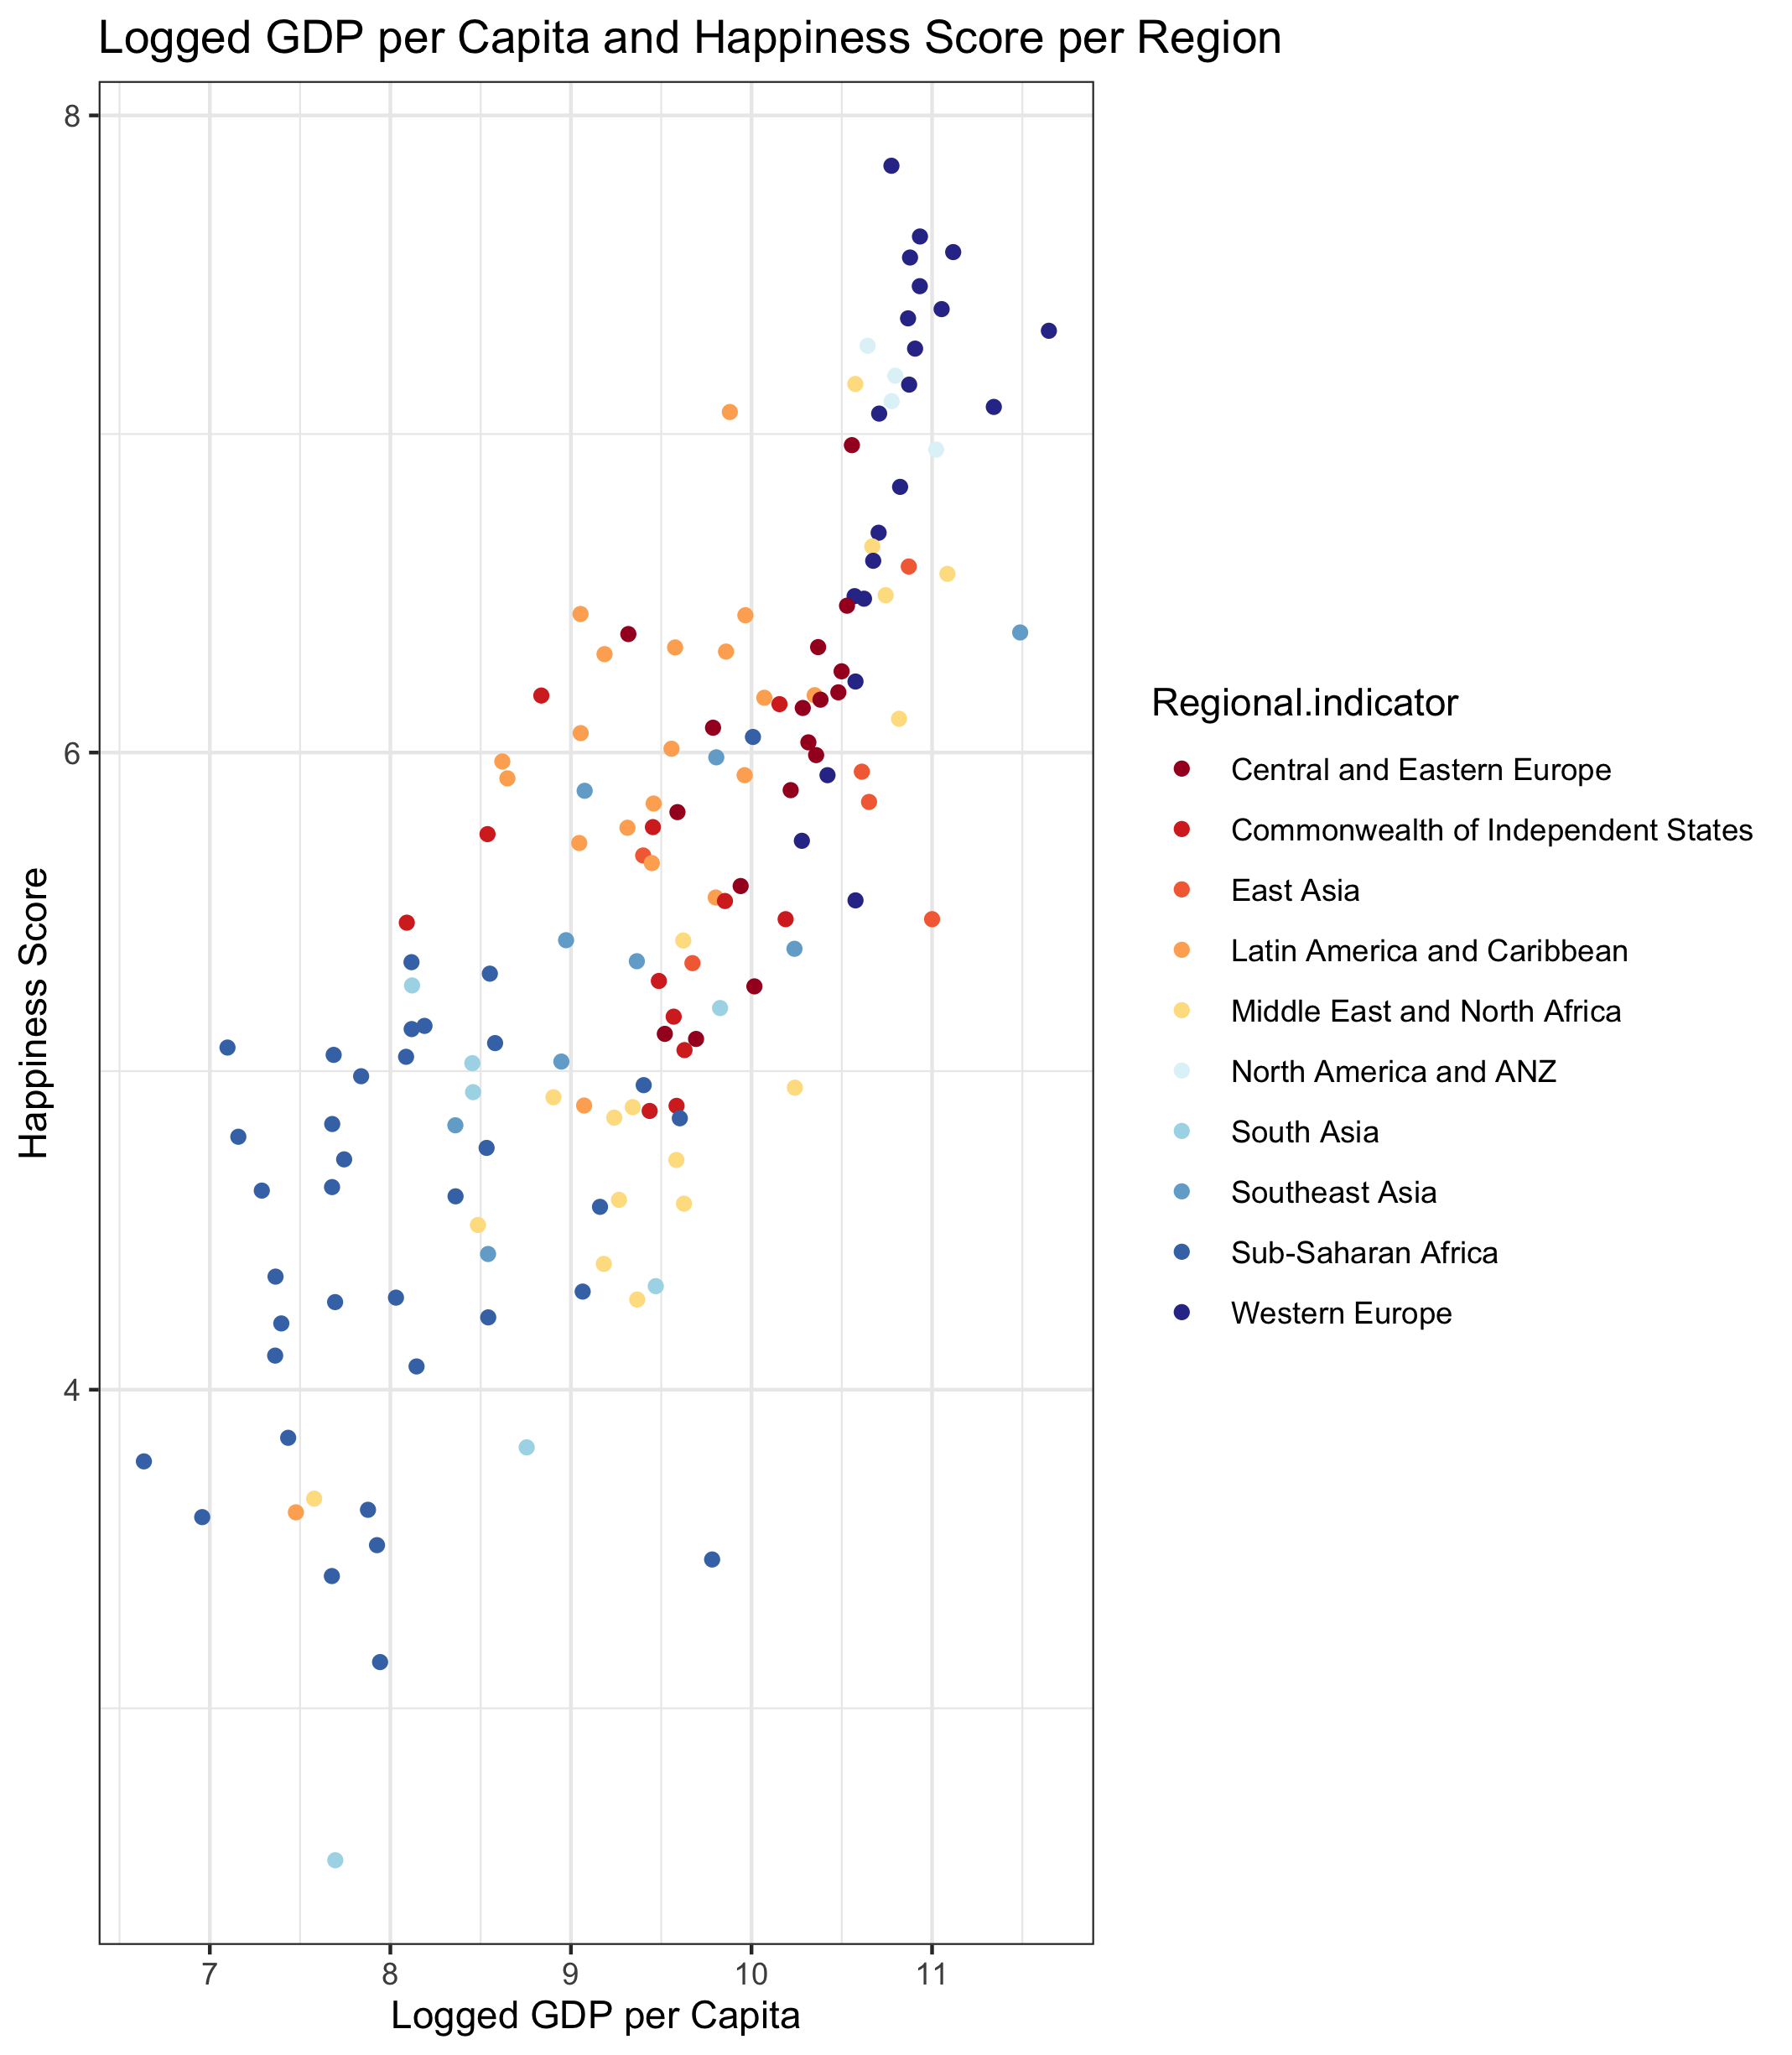 Logged GDP per Capita and Happiness Score per Region
8
6
4
Happiness Score
7 8 9 10 11
Logged GDP per Capita
Regional.indicator
Central and Eastern Europe
Commonwealth of Independent States
East Asia
Latin America and Caribbean
Middle East and North Africa
North America and ANZ
South Asia
Southeast Asia
Sub-Saharan Africa
Western Europe